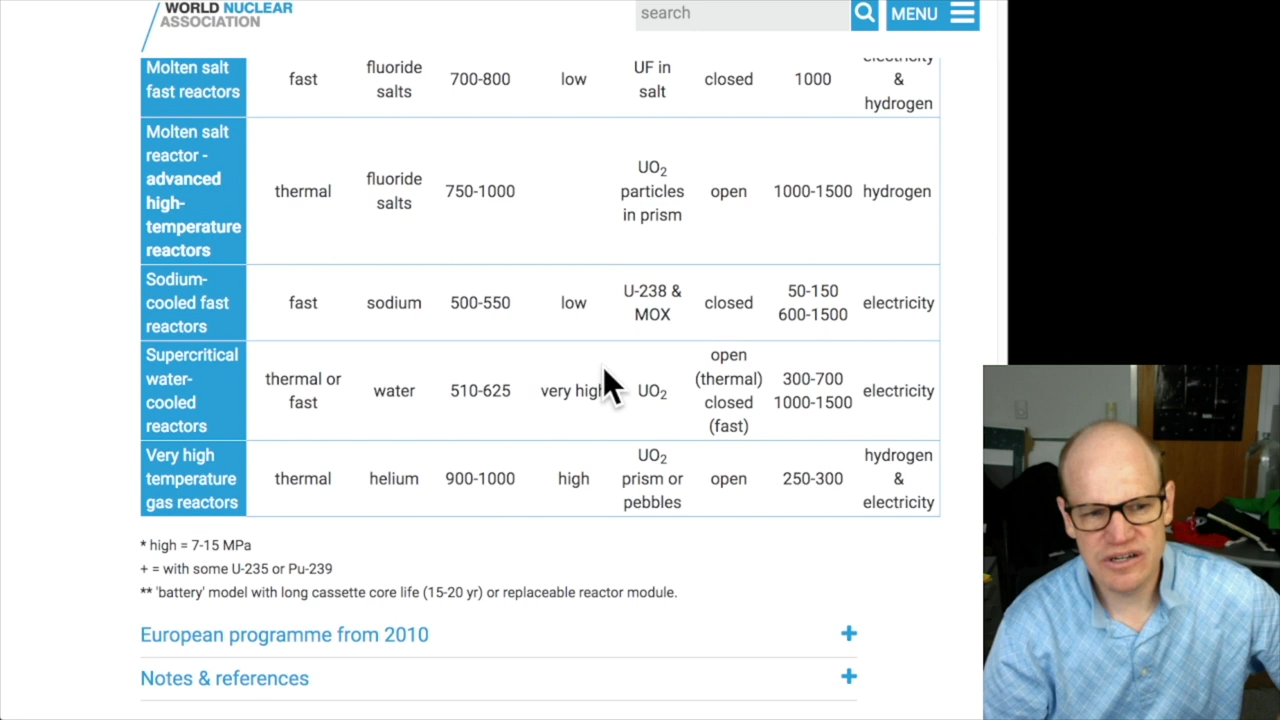 WORLD NUCLEAR
ASSOCIATION
search
MENU
Molten salt
fast reactors
fast
fluoride
salts
700-800
low
UF in
salt
closed
1000
electricity
&
hydrogen
Molten salt
reactor -
advanced
high-
temperature
reactors
thermal
fluoride
salts
750-1000
UO₂
particles
in prism
open
1000-1500
hydrogen
Sodium-
cooled fast
reactors
fast
sodium
500-550
low
U-238 &
MOX
closed
50-150
600-1500
electricity
Supercritical
water-
cooled
reactors
thermal or
fast
water
510-625
very high
UO₂
open
(thermal)
closed
(fast)
300-700
1000-1500
electricity
Very high
temperature
gas reactors
thermal
helium
900-1000
high
UO₂
prism or
pebbles
open
250-300
hydrogen
&
electricity
* high = 7-15 MPa
+ = with some U-235 or Pu-239
** 'battery' model with long cassette core life (15-20 yr) or replaceable reactor module.
European programme from 2010
+
Notes & references
+